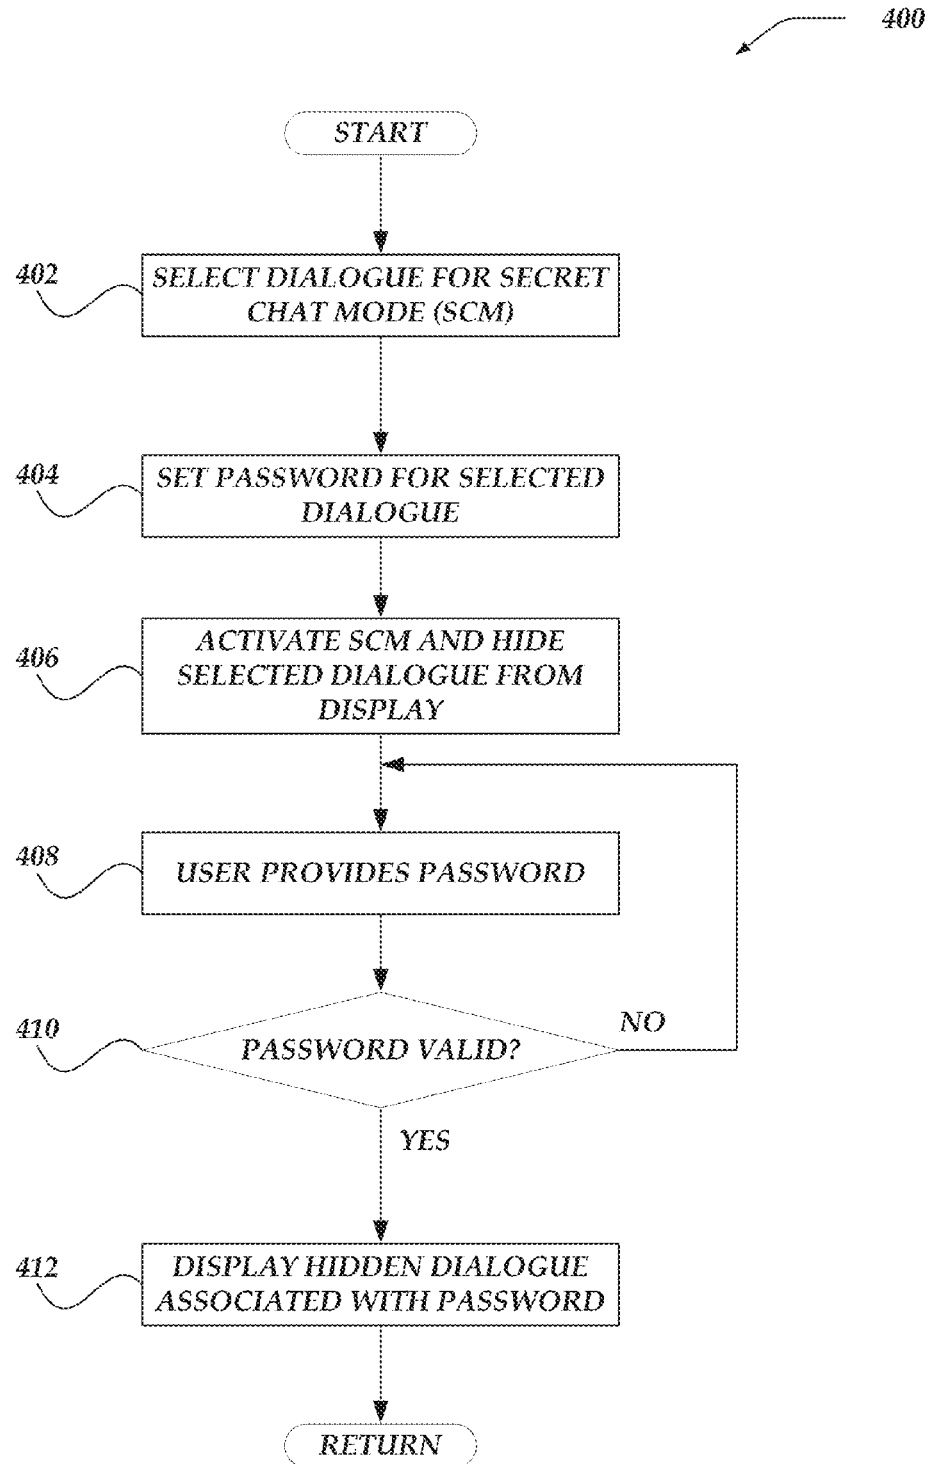 400
START
402
SELECT DIALOGUE FOR SECRET
CHAT MODE (SCM)
404
SET PASSWORD FOR SELECTED
DIALOGUE
406
ACTIVATE SCM AND HIDE
SELECTED DIALOGUE FROM
DISPLAY
408
USER PROVIDES PASSWORD
410
PASSWORD VALID?
NO
YES
412
DISPLAY HIDDEN DIALOGUE
ASSOCIATED WITH PASSWORD
RETURN